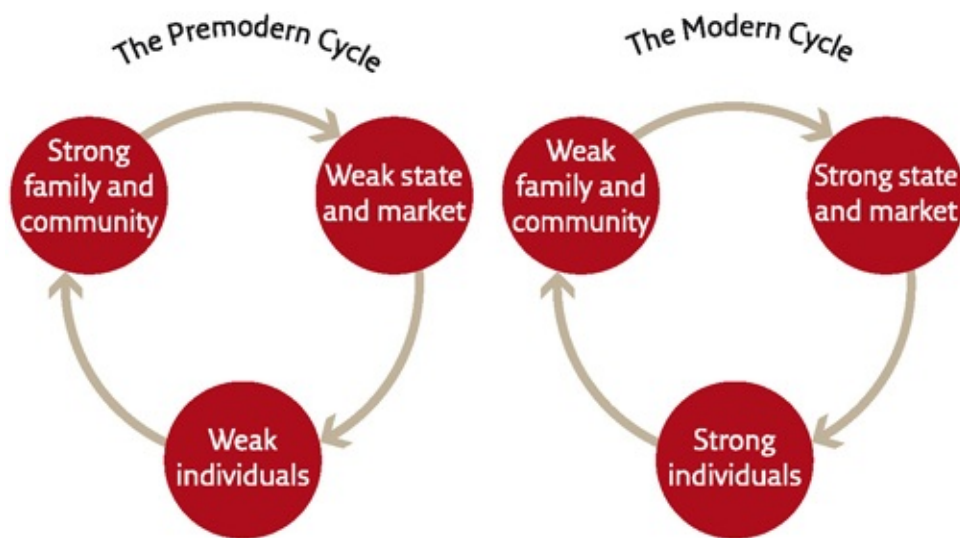 The Premodern Cycle
Strong
family and
community
Weak state
and market
Weak
individuals
The Modern Cycle
Weak
family and
community
Strong state
and market
Strong
individuals